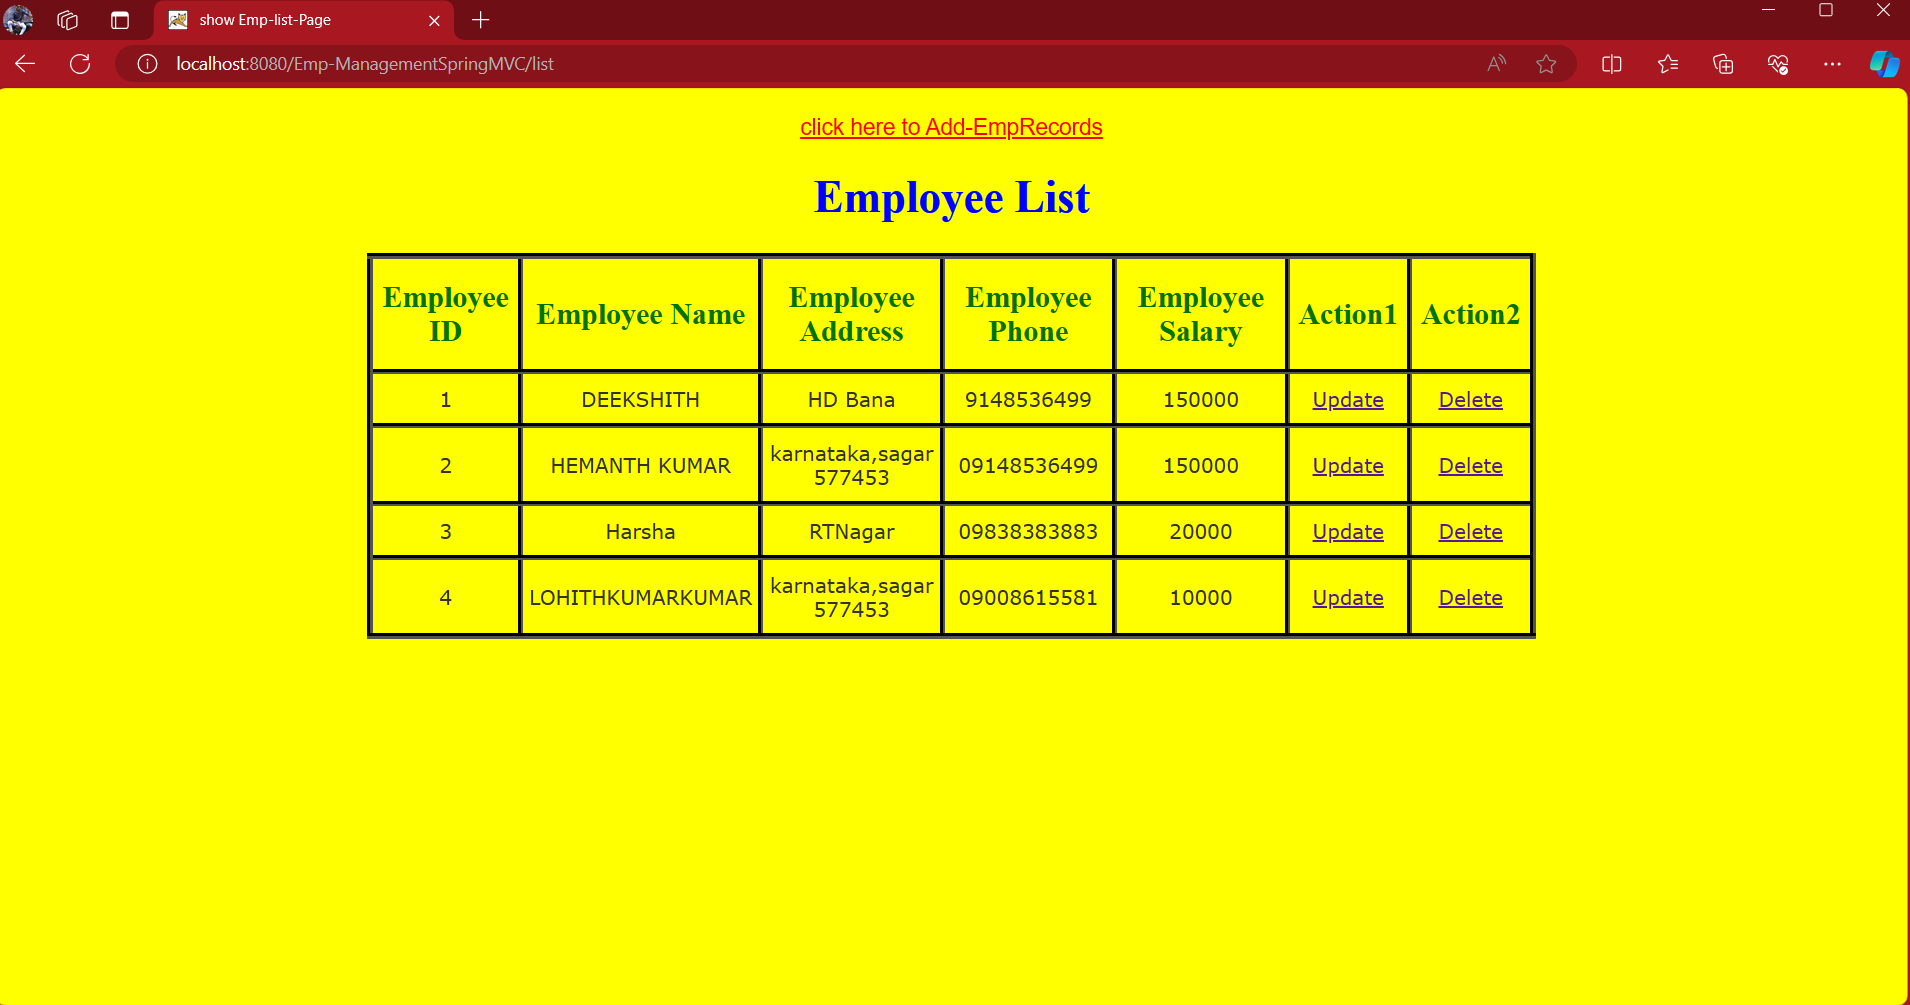 show Emp-list-Page
localhost:8080/Emp-ManagementSpringMVC/list
click here to Add-EmpRecords
Employee List
Employee ID Employee Name Employee Address Employee Phone Employee Salary Action1 Action2
1 DEEKSHITH HD Bana 9148536499 150000 Update Delete
2 HEMANTH KUMAR karnataka,sagar 577453 09148536499 150000 Update Delete
3 Harsha RTNagar 09838383883 20000 Update Delete
4 LOHITHKUMARKUMAR karnataka,sagar 577453 09008615581 10000 Update Delete